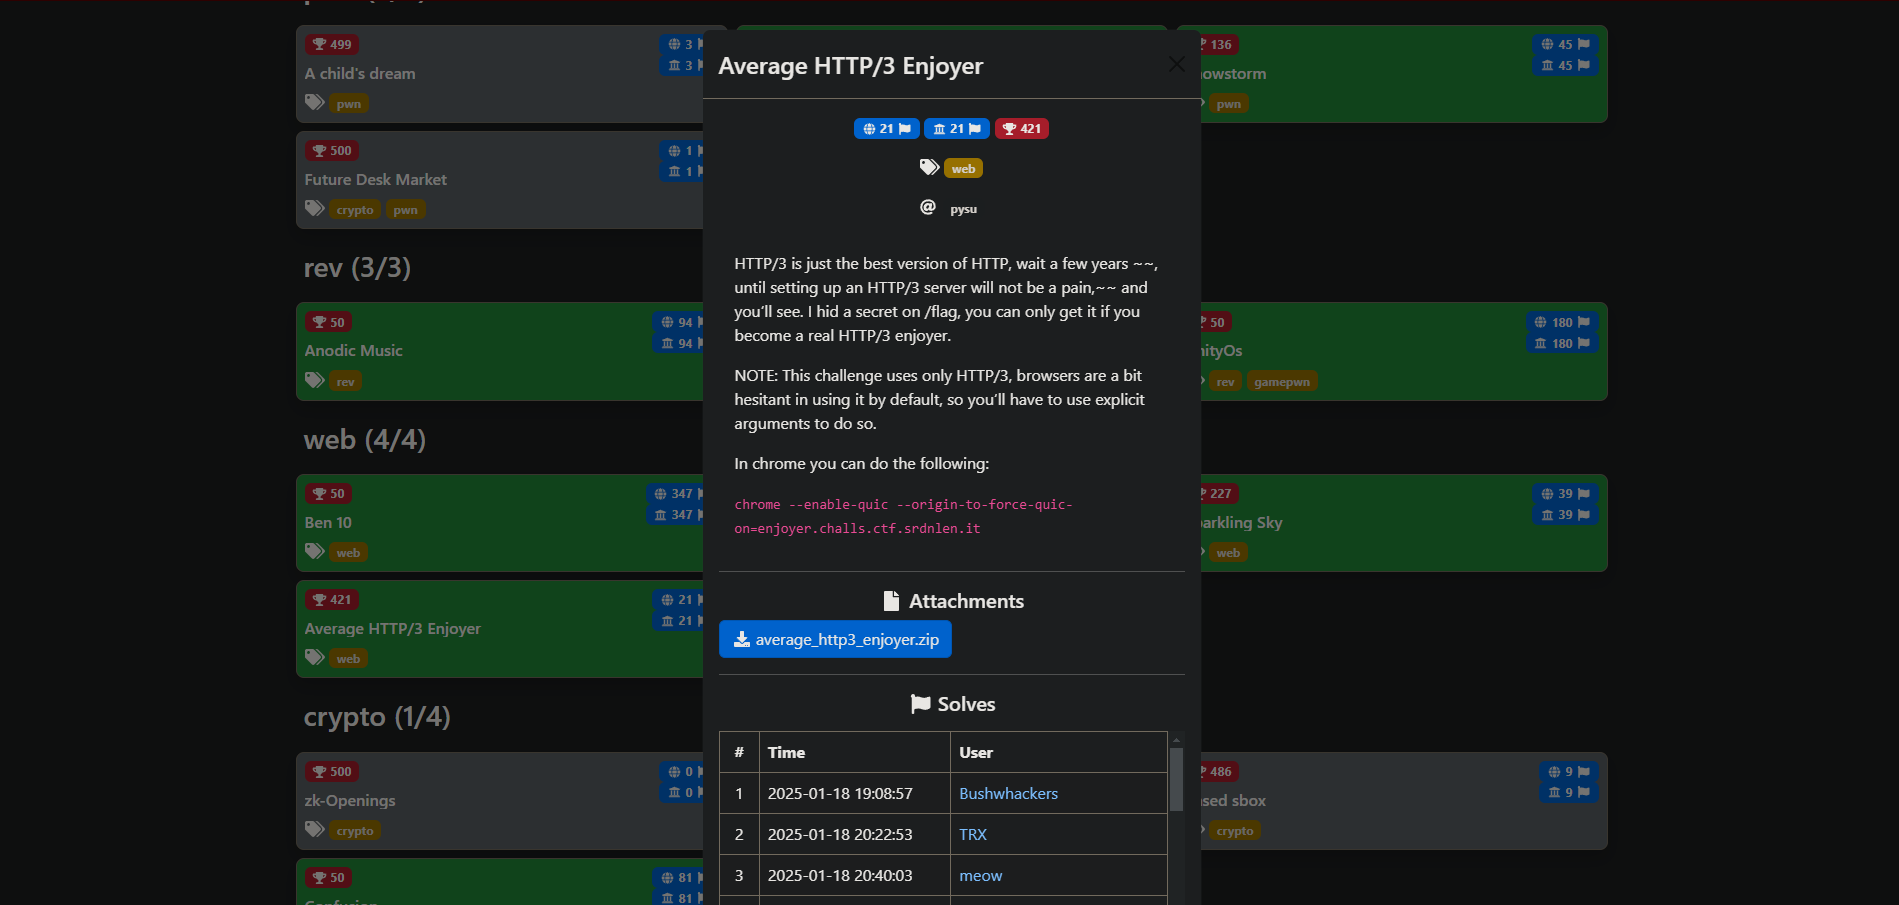 499
3
3
A child's dream
pwn
136
45
45
owstorm
pwn
500
1
1
Future Desk Market
crypto pwn
rev (3/3)
50
94
94
Anodic Music
rev
50
180
180
nityOs
rev gamepwn
web (4/4)
50
347
347
Ben 10
web
227
39
39
arkling Sky
web
421
21
21
Average HTTP/3 Enjoyer
web
crypto (1/4)
500
0
0
zk-Openings
crypto
486
9
9
sed sbox
crypto
50
81
81
Average HTTP/3 Enjoyer
21 21 421
web
@ pysu
HTTP/3 is just the best version of HTTP, wait a few years ~~,
until setting up an HTTP/3 server will not be a pain,~~ and
you'll see. I hid a secret on /flag, you can only get it if you
become a real HTTP/3 enjoyer.
NOTE: This challenge uses only HTTP/3, browsers are a bit
hesitant in using it by default, so you'll have to use explicit
arguments to do so.
In chrome you can do the following:
chrome --enable-quic --origin-to-force-quic-
on=enjoyer.challs.ctf.srdnlen.it
Attachments
average_http3_enjoyer.zip
Solves
# Time User
1 2025-01-18 19:08:57 Bushwhackers
2 2025-01-18 20:22:53 TRX
3 2025-01-18 20:40:03 meow